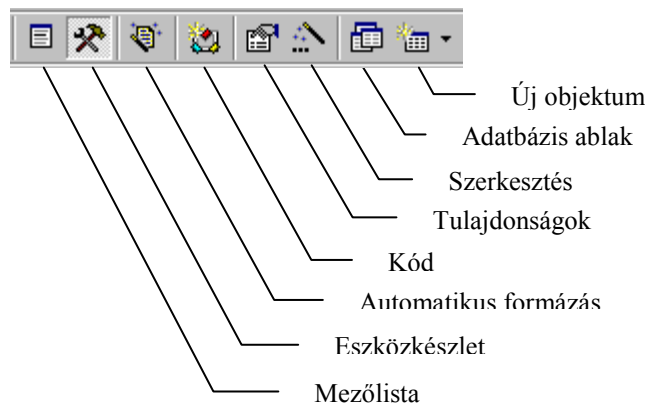 Új objektum
Adatbázis ablak
Szerkesztés
Tulajdonságok
Kód
Automatikus formázás
Eszközkészlet
Mezőlista